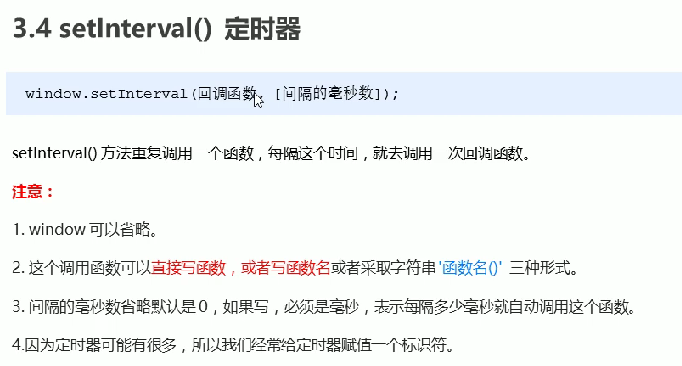 3.4 setInterval() 定时器
window.setInterval(回调函数, [间隔的毫秒数]);
setInterval() 方法重复调用一个函数，每隔这个时间，就去调用一次回调函数。
注意：
1. window 可以省略。
2. 这个调用函数可以直接写函数，或者写函数名或者采取字符串 '函数名()' 三种形式。
3. 间隔的毫秒数省略默认是 0，如果写，必须是毫秒，表示每隔多少毫秒就自动调用这个函数。
4.因为定时器可能有很多，所以我们经常给定时器赋值一个标识符。